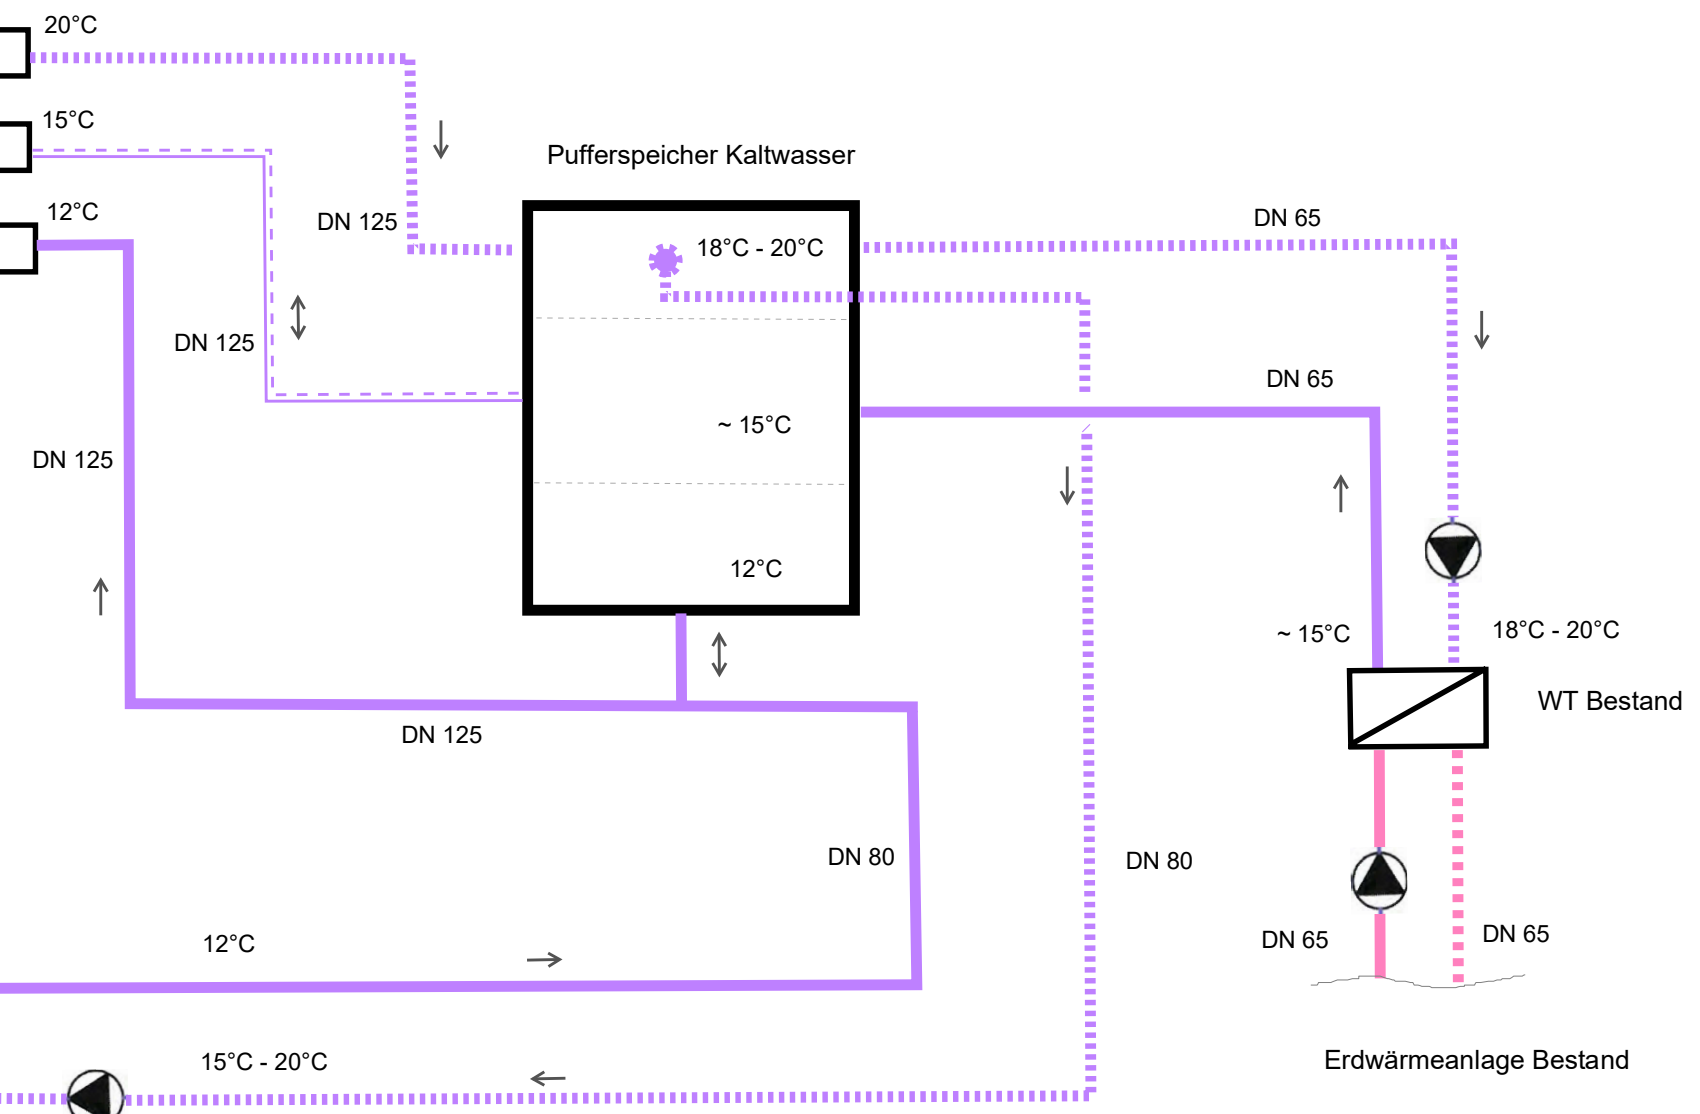 20°C
15°C
Pufferspeicher Kaltwasser
12°C
DN 125
DN 65
18°C - 20°C
DN 125
DN 65
~ 15°C
DN 125
12°C
18°C - 20°C
~ 15°C
WT Bestand
DN 125
DN 80
DN 80
DN 65
DN 65
12°C
15°C - 20°C
Erdwärmeanlage Bestand